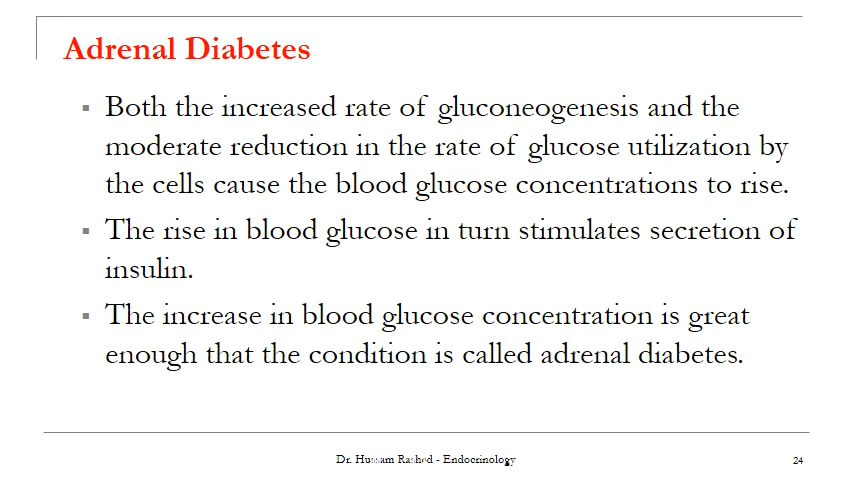 Adrenal Diabetes
▪ Both the increased rate of gluconeogenesis and the
moderate reduction in the rate of glucose utilization by
the cells cause the blood glucose concentrations to rise.
▪ The rise in blood glucose in turn stimulates secretion of
insulin.
▪ The increase in blood glucose concentration is great
enough that the condition is called adrenal diabetes.
Dr. Hussam Rashed - Endocrinology
24